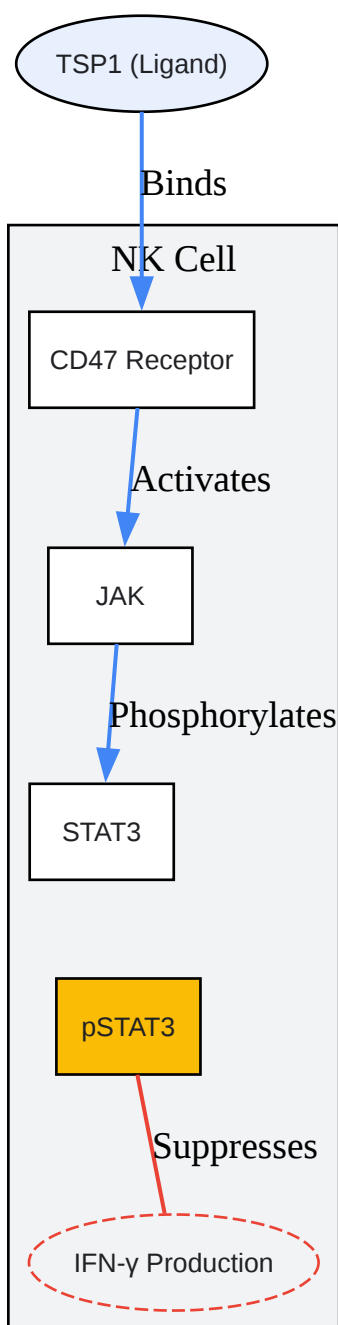 TSP1 (Ligand)
Binds
NK Cell
CD47 Receptor
Activates
JAK
Phosphorylates
STAT3
pSTAT3
Suppresses
IFN-γ Production